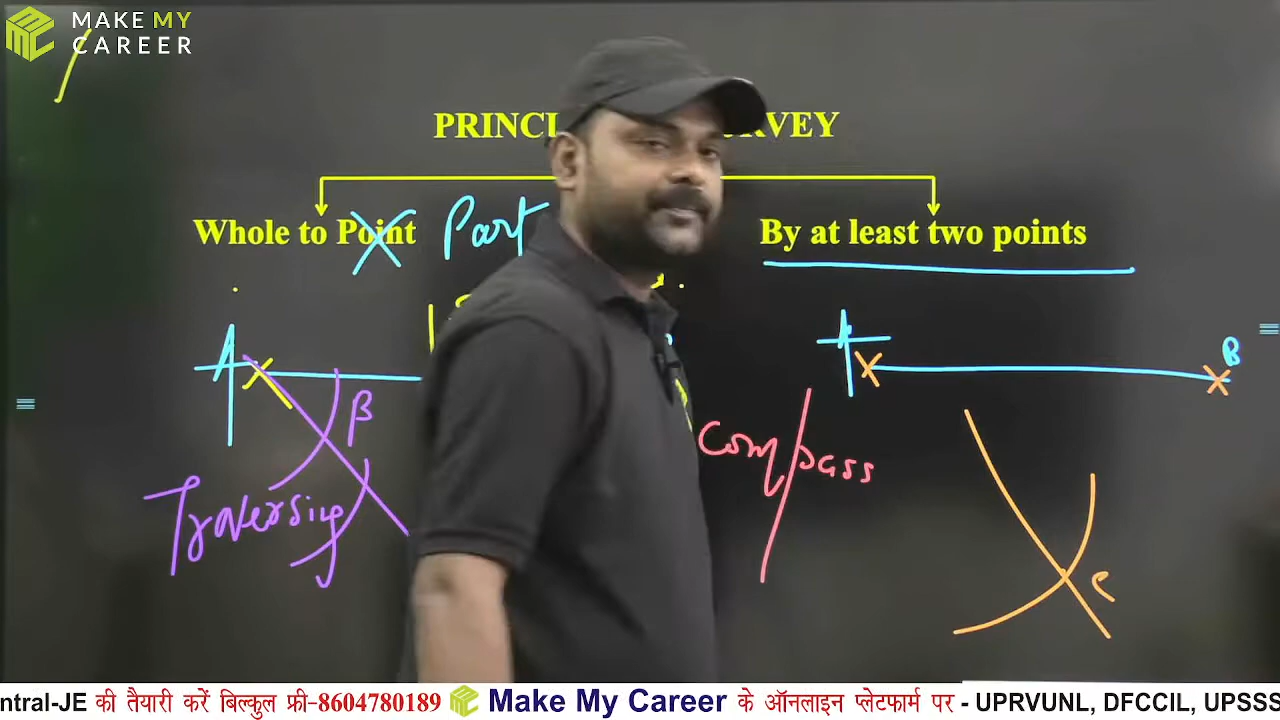 MAKE MY
CAREER
PRINCI RVEY
Whole to Point Part
By at least two points
A
A
B
β
Compass
Traversing
C
ntral-JE की तैयारी करें बिल्कुल फ्री-8604780189 Make My Career के ऑनलाइन प्लेटफार्म पर - UPRVUNL, DFCCIL, UPSSS